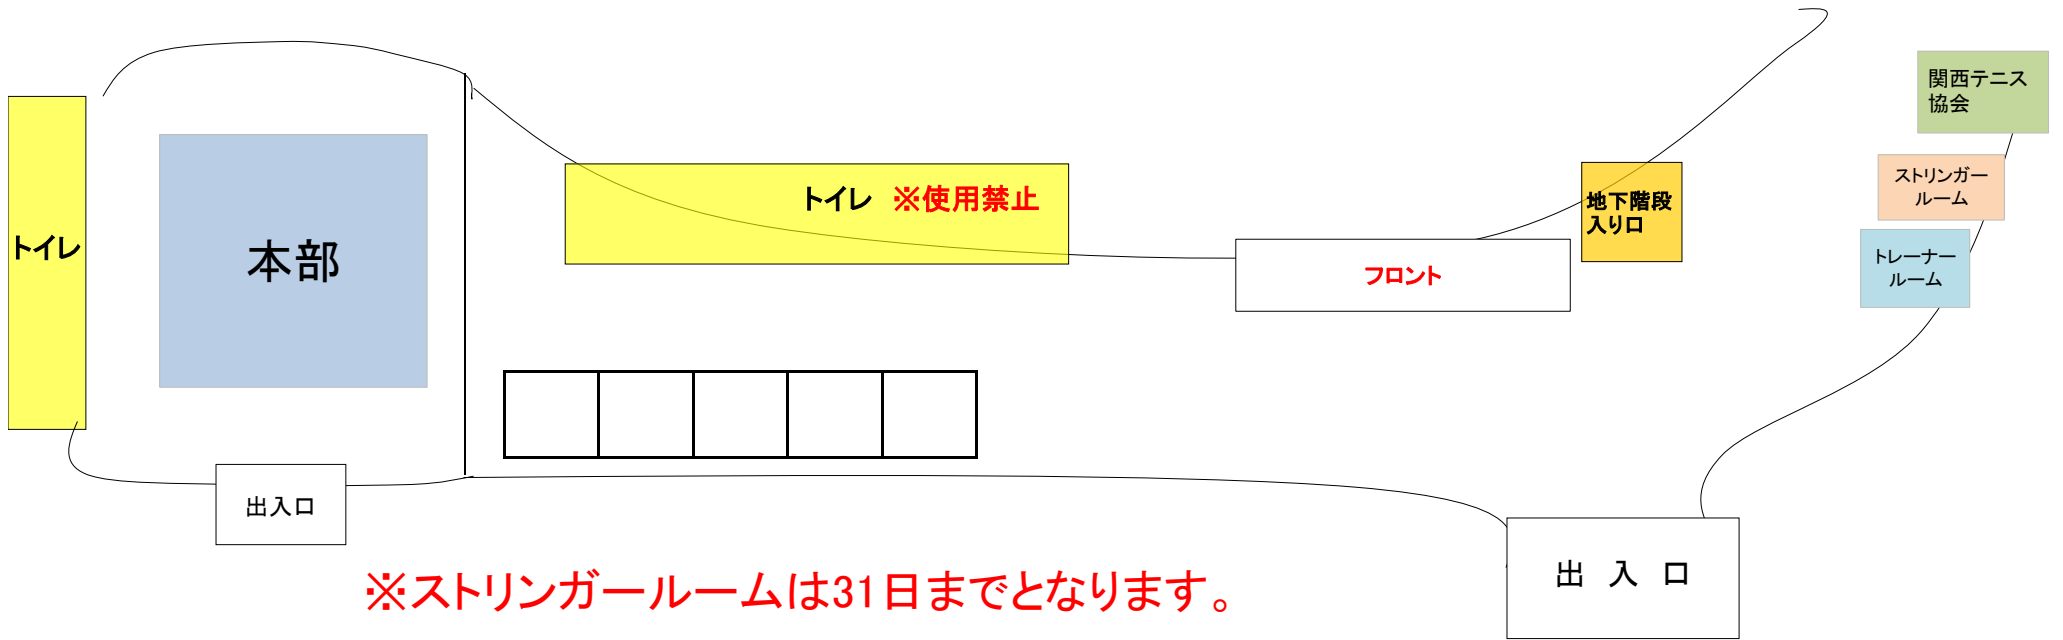 関西テニス
協会
ストリンガー
ルーム
トイレ ※使用禁止
地下階段
入り口
トイレ
本部
フロント
トレーナー
ルーム
出入口
出 入 口
※ストリンガールームは31日までとなります。